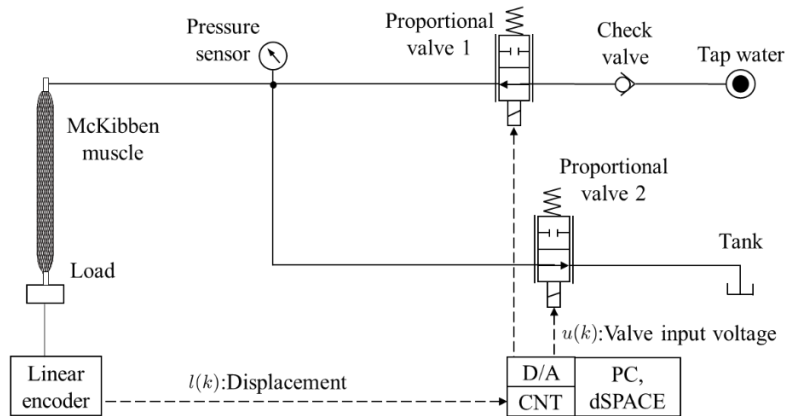 Pressure
sensor
Proportional
valve 1
Check
valve
Tap water
McKibben
muscle
Proportional
valve 2
Tank
Load
u(k):Valve input voltage
Linear
encoder
l(k):Displacement
D/A
CNT
PC,
dSPACE